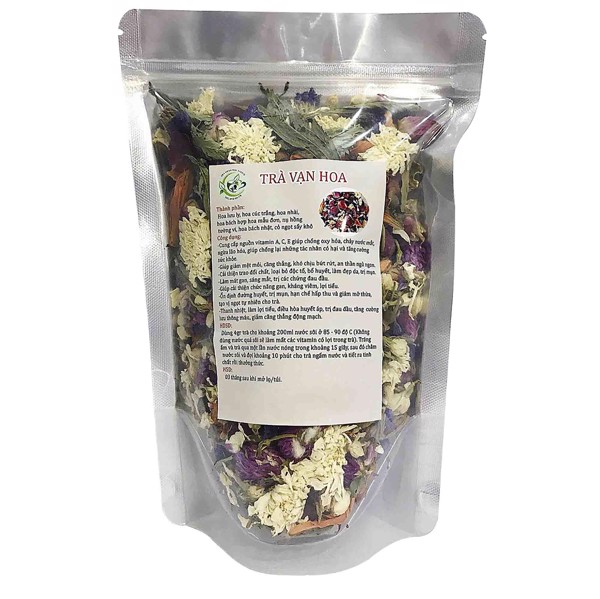 TRÀ VẠN HOA
Thành phần:
Hoa lưu ly, hoa cúc trắng, hoa nhài,
hoa bách hợp hoa mẫu đơn, nụ hồng
tường vi, hoa bách nhật, cỏ ngọt sấy khô
Công dụng:
-Cung cấp nguồn vitamin A, C, E giúp chống oxy hóa, chảy nước mắt,
ngừa lão hóa, giúp chống lại những tác nhân có hại và tăng cường
sức khỏe.
-Giúp giảm mệt mỏi, căng thẳng, khó chịu bứt rứt, an thần ngủ ngon.
-Cải thiện trao đổi chất, loại bỏ độc tố, bổ huyết, làm đẹp da, trị mụn.
-Làm mát gan, sáng mắt, trị các chứng đau đầu.
-Giúp cải thiện chức năng gan, kháng viêm, lợi tiểu.
-Ổn định đường huyết, trị mụn, hạn chế hấp thu và giảm mỡ thừa,
tạo vị ngọt tự nhiên cho trà.
-Thanh nhiệt, làm lợi tiểu, điều hòa huyết áp, trị đau đầu, tăng cường
lưu thông máu, giảm căng thẳng động mạch.
HDSD:
Dùng 4gr trà cho khoảng 200ml nước sôi ở 85 - 90 độ C (Không
dùng nước quá sôi sẽ làm mất các vitamin có lợi trong trà). Tráng
ấm và trà qua một lần nước nóng trong khoảng 15 giây, sau đó châm
nước sôi và đợi khoảng 10 phút cho trà ngấm nước và tiết ra tinh
chất rồi thưởng thức.
HSD:
03 tháng sau khi mở bọ/túi.